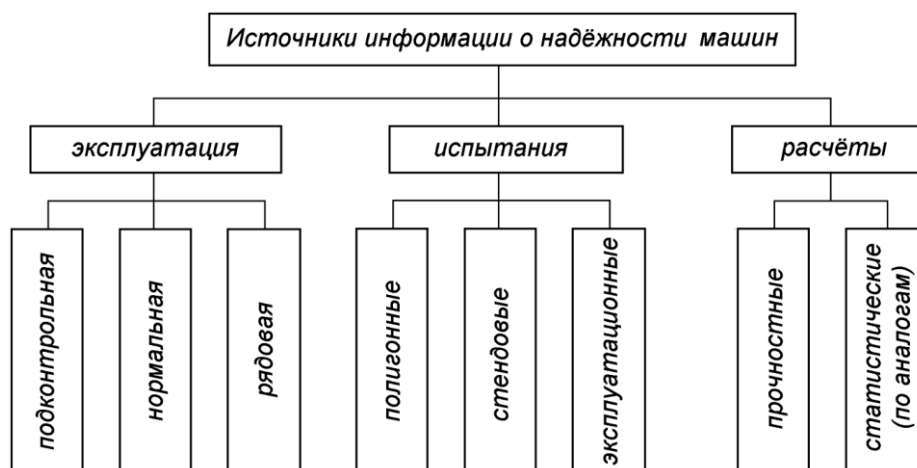 Источники информации о надёжности машин
эксплуатация
испытания
расчёты
подконтрольная
нормальная
рядовая
полигонные
стендовые
эксплуатационные
прочностные
статистические
(по аналогам)